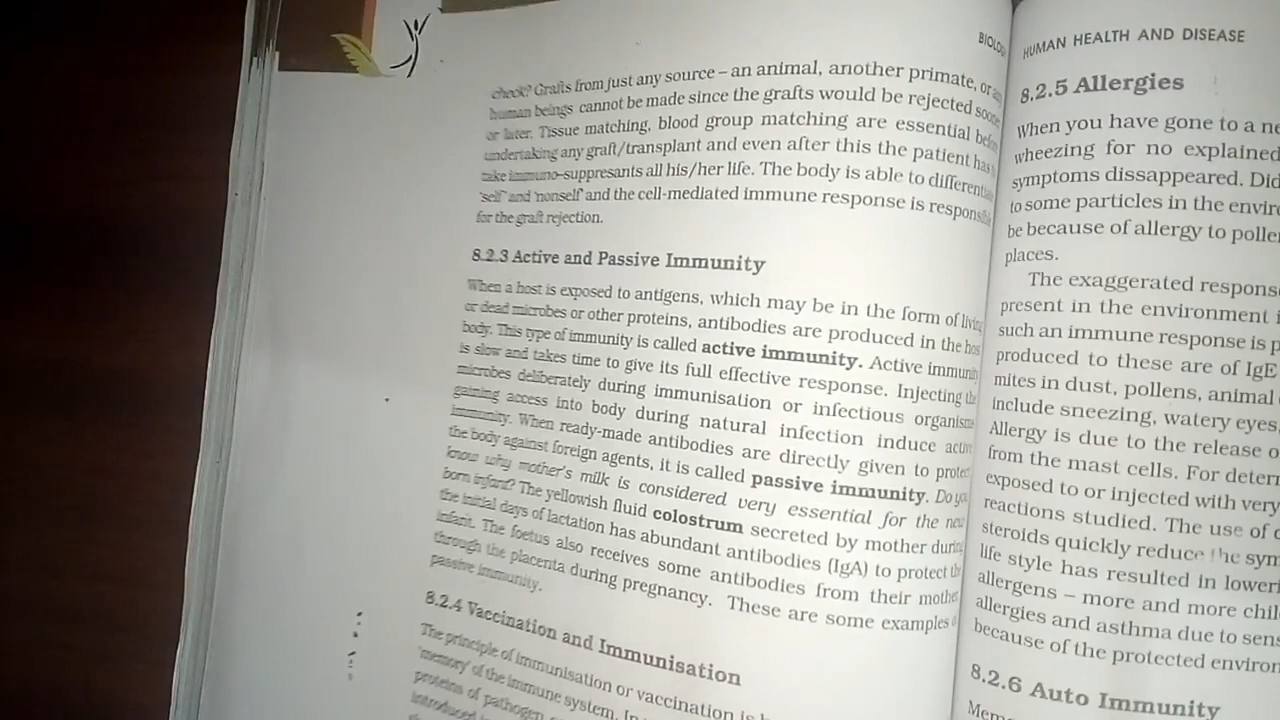 BIOLO
check? Grafts from just any source – an animal, another primate, or any
human beings cannot be made since the grafts would be rejected soone
or later. Tissue matching, blood group matching are essential befo
undertaking any graft/transplant and even after this the patient has
take immuno-suppresants all his/her life. The body is able to differenti
'self' and 'nonself' and the cell-mediated immune response is responsible
for the graft rejection.
8.2.3 Active and Passive Immunity
When a host is exposed to antigens, which may be in the form of living
or dead microbes or other proteins, antibodies are produced in the hos
body. This type of immunity is called active immunity. Active immunity
is slow and takes time to give its full effective response. Injecting the
microbes deliberately during immunisation or infectious organisms
gaining access into body during natural infection induce active
immunity. When ready-made antibodies are directly given to protect
the body against foreign agents, it is called passive immunity. Do you
know why mother's milk is considered very essential for the new
born infant? The yellowish fluid colostrum secreted by mother during
the initial days of lactation has abundant antibodies (IgA) to protect the
infant. The foetus also receives some antibodies from their mother
through the placenta during pregnancy. These are some examples of
passive immunity.
8.2.4 Vaccination and Immunisation
The principle of immunisation or vaccination is b
'memory' of the immune system. In
proteins of pathogen
introduced
HUMAN HEALTH AND DISEASE
8.2.5 Allergies
When you have gone to a ne
wheezing for no explained
symptoms dissappeared. Did
to some particles in the enviro
be because of allergy to polle
places.
The exaggerated respons
present in the environment i
such an immune response is p
produced to these are of IgE
mites in dust, pollens, animal
include sneezing, watery eyes,
Allergy is due to the release o
from the mast cells. For determ
exposed to or injected with very
reactions studied. The use of
steroids quickly reduce the sym
life style has resulted in loweri
allergens – more and more chil
allergies and asthma due to sens
because of the protected environ
8.2.6 Auto Immunity
Mem